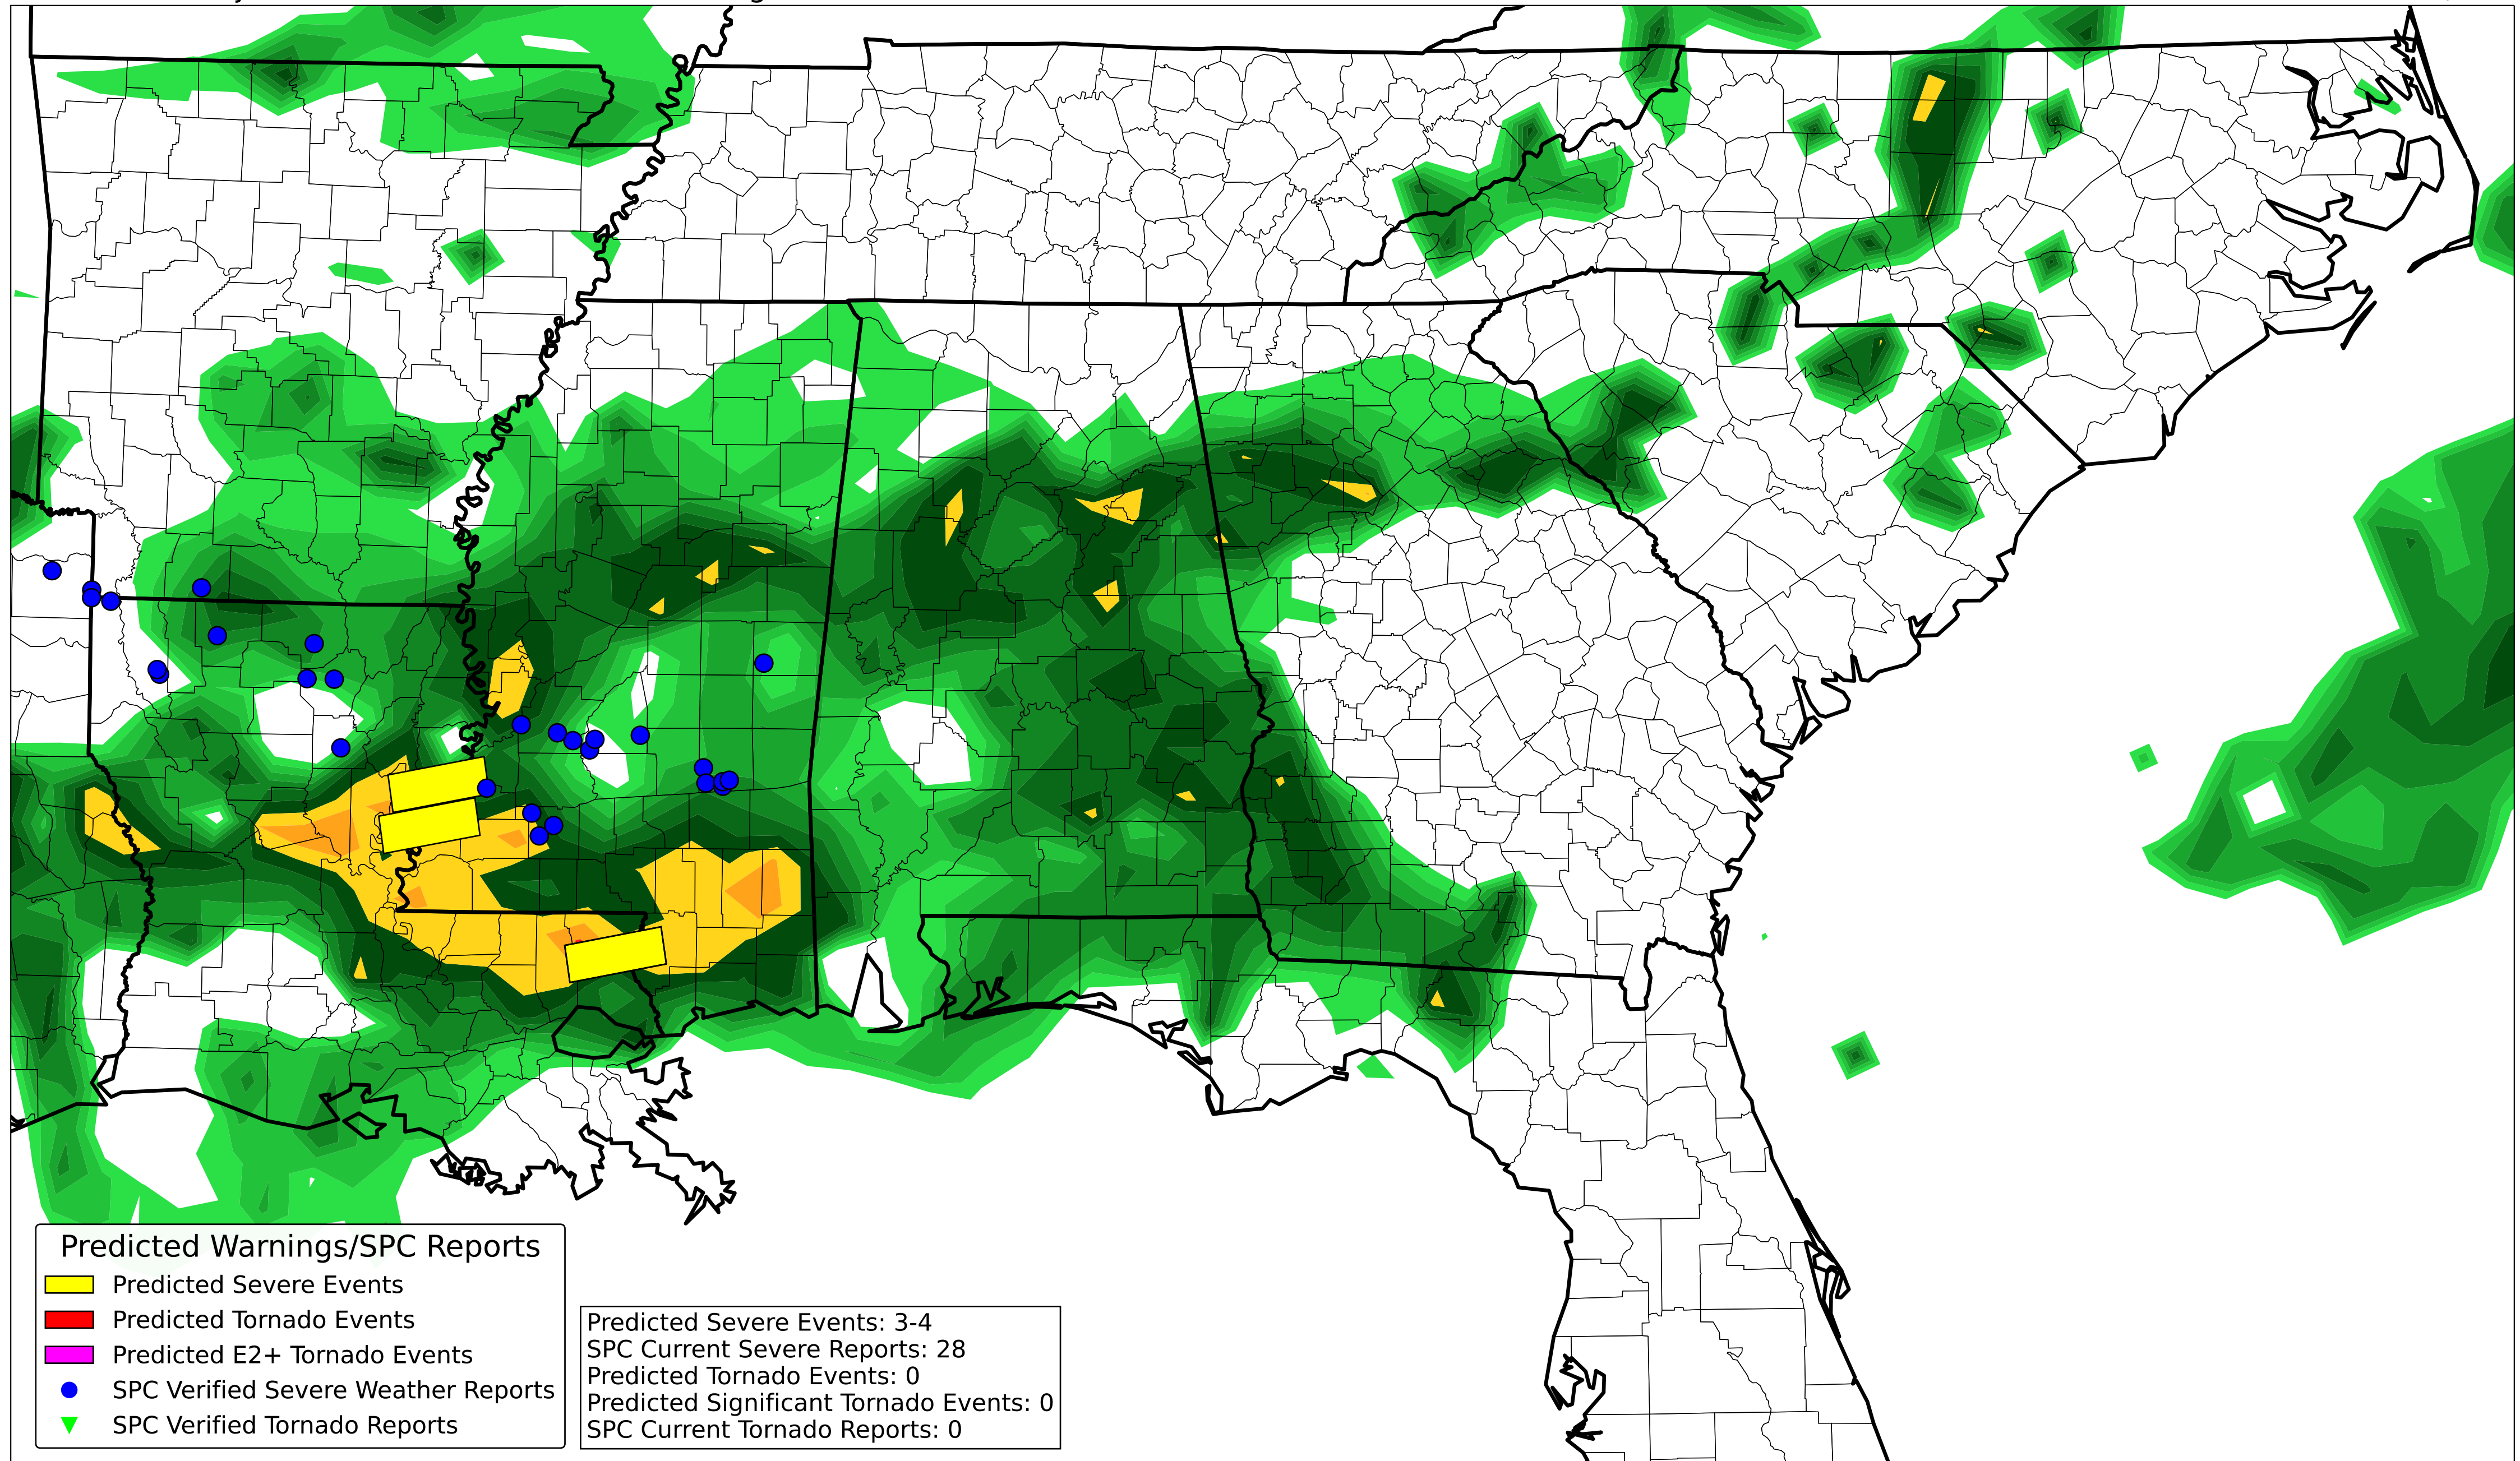 Predicted Warnings/SPC Reports
Predicted Severe Events
Predicted Tornado Events
Predicted E2+ Tornado Events
SPC Verified Severe Weather Reports
SPC Verified Tornado Reports
Predicted Severe Events: 3-4
SPC Current Severe Reports: 28
Predicted Tornado Events: 0
Predicted Significant Tornado Events: 0
SPC Current Tornado Reports: 0